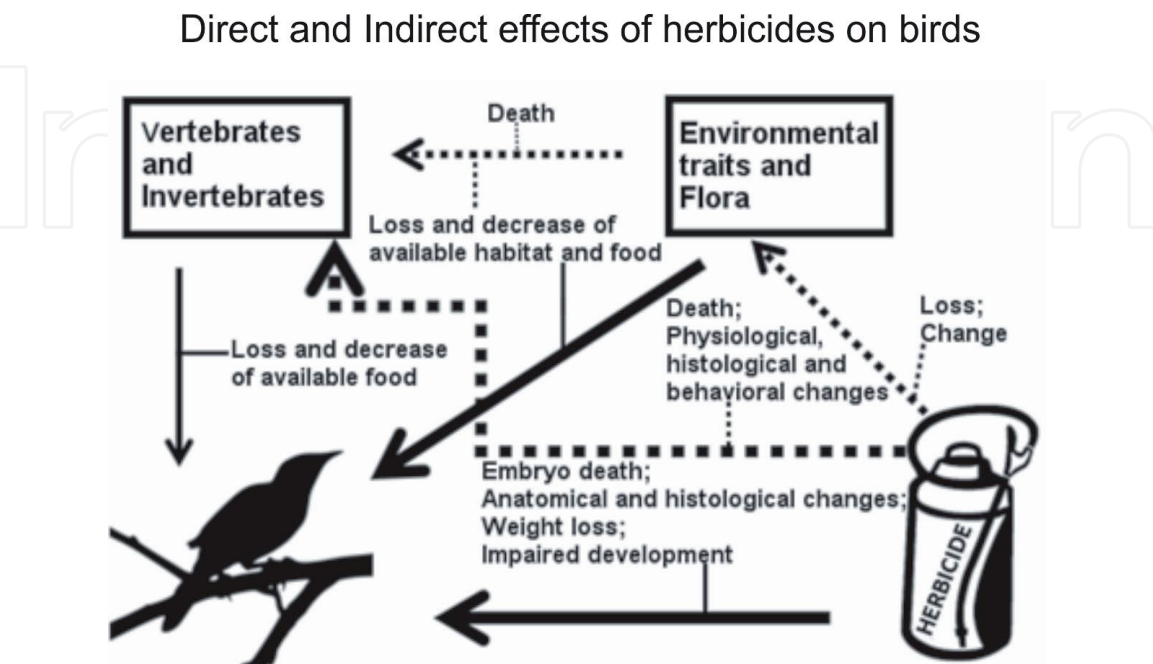 Direct and Indirect effects of herbicides on birds
Vertebrates
and
Invertebrates
Death
Environmental
traits and
Flora
Loss and decrease of
available habitat and food
Death;
Physiological,
histological and
behavioral changes
Loss;
Change
Loss and decrease
of available food
Embryo death;
Anatomical and histological changes;
Weight loss;
Impaired development
HERBICIDE